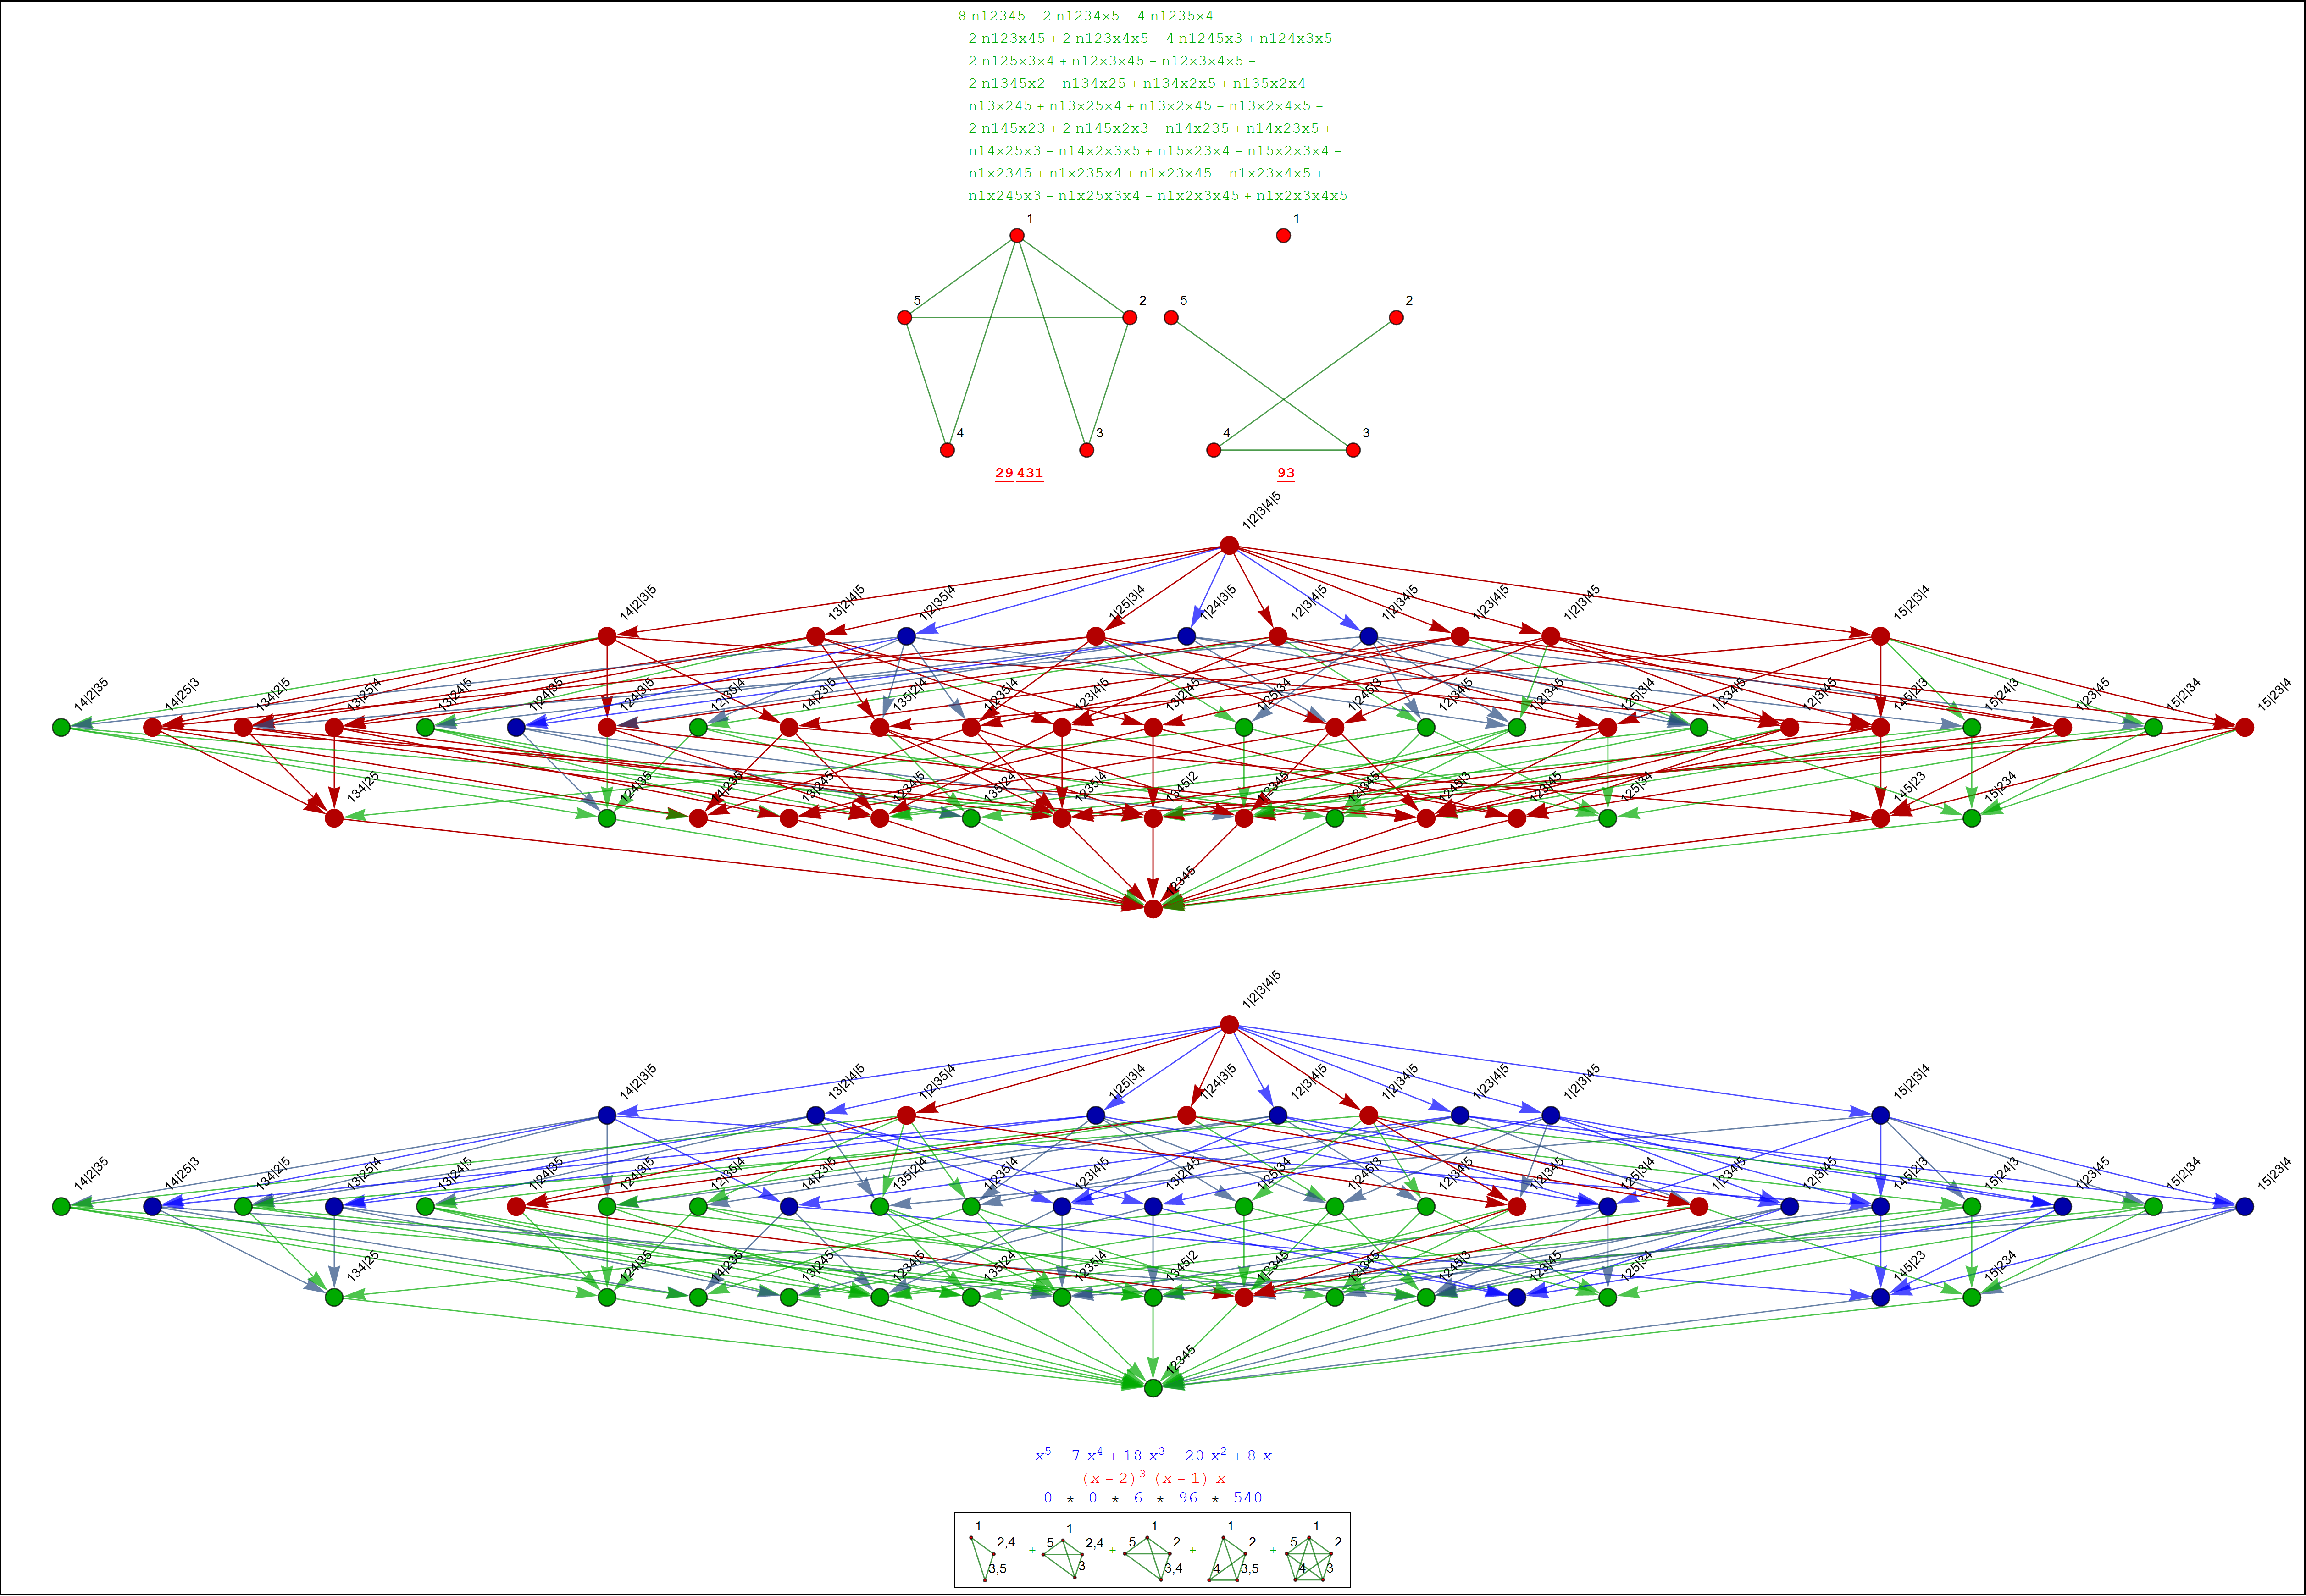 8 n12345 − 2 n1234x5 − 4 n1235x4 −
2 n123x45 + 2 n123x4x5 − 4 n1245x3 + n124x3x5 +
2 n125x3x4 + n12x3x45 − n12x3x4x5 −
2 n1345x2 − n134x25 + n134x2x5 + n135x2x4 −
n13x245 + n13x25x4 + n13x2x45 − n13x2x4x5 −
2 n145x23 + 2 n145x2x3 − n14x235 + n14x23x5 +
n14x25x3 − n14x2x3x5 + n15x23x4 − n15x2x3x4 −
n1x2345 + n1x235x4 + n1x23x45 − n1x23x4x5 +
n1x245x3 − n1x25x3x4 − n1x2x3x45 + n1x2x3x4x5
1 1
5 2 5 2
4 3 4 3
29 431 93
1|2|3|4|5
14|2|3|5 13|2|4|5 1|2|35|4 1|25|3|4 1|24|3|5 12|3|4|5 1|2|34|5 1|23|4|5 1|2|3|45 15|2|3|4
14|2|35 14|25|3 134|2|5 13|25|4 13|24|5 1|24|35 124|3|5 12|35|4 14|23|5 135|2|4 1|235|4 123|4|5 13|2|45 1|25|34 1|245|3 12|34|5 1|2|345 125|3|4 1|234|5 12|3|45 145|2|3 15|24|3 1|23|45 15|2|34 15|23|4
134|25 124|35 14|235 13|245 1234|5 135|24 1235|4 1345|2 1|2345 12|345 1245|3 123|45 125|34 145|23 15|234
12345
1|2|3|4|5
14|2|3|5 13|2|4|5 1|2|35|4 1|25|3|4 1|24|3|5 12|3|4|5 1|2|34|5 1|23|4|5 1|2|3|45 15|2|3|4
14|2|35 14|25|3 134|2|5 13|25|4 13|24|5 1|24|35 124|3|5 12|35|4 14|23|5 135|2|4 1|235|4 123|4|5 13|2|45 1|25|34 1|245|3 12|34|5 1|2|345 125|3|4 1|234|5 12|3|45 145|2|3 15|24|3 1|23|45 15|2|34 15|23|4
134|25 124|35 14|235 13|245 1234|5 135|24 1235|4 1345|2 1|2345 12|345 1245|3 123|45 125|34 145|23 15|234
12345
x⁵ − 7 x⁴ + 18 x³ − 20 x² + 8 x
(x − 2)³ (x − 1) x
0 * 0 * 6 * 96 * 540
1 1 1 1 1
2,4 + 5 2,4 + 5 2 + 2 + 5 2
3,5 3 3,4 4 3,5 4 3